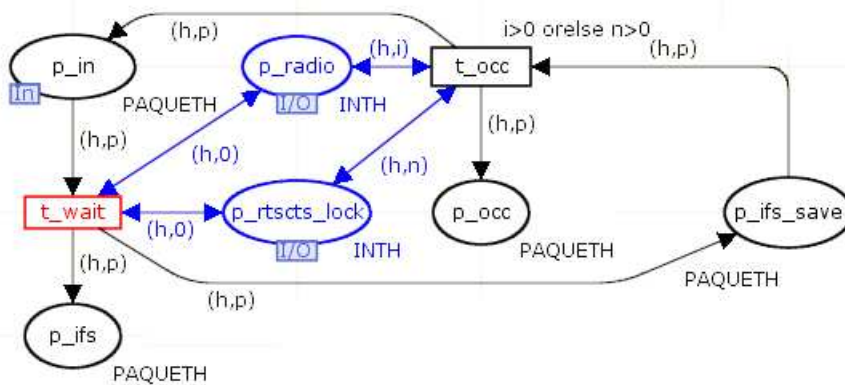 i>0 orelse n>0
(h,p)
(h,i)
(h,p)
p_in
p_radio
t_occ
In
I/O
PAQUETH
INTH
(h,p)
(h,0)
(h,p)
(h,n)
t_wait
(h,0)
p_rtscts_lock
p_occ
p_ifs_save
I/O
INTH
PAQUETH
PAQUETH
(h,p)
(h,p)
p_ifs
PAQUETH